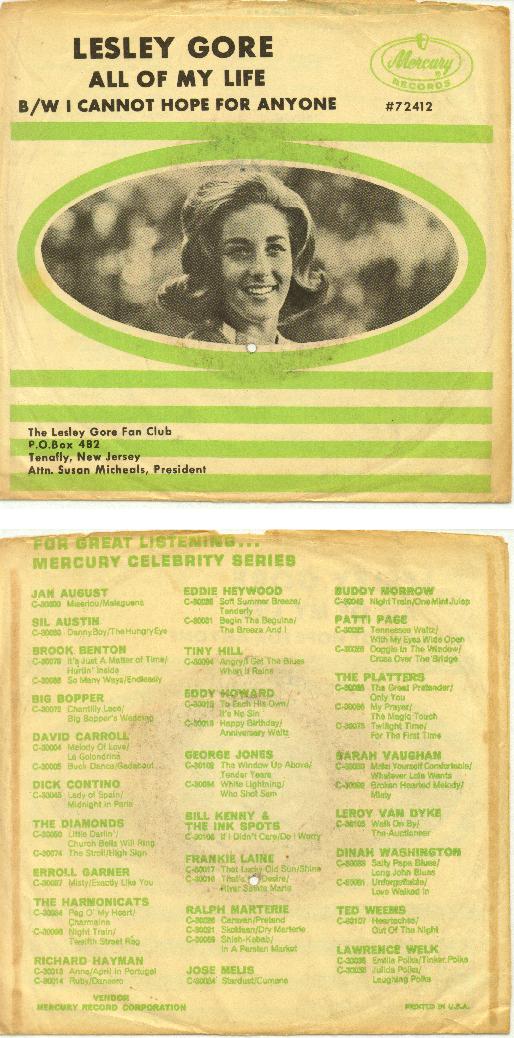 LESLEY GORE
ALL OF MY LIFE
B/W I CANNOT HOPE FOR ANYONE
#72412
Mercury
RECORDS
The Lesley Gore Fan Club
P.O.Box 482
Tenafly, New Jersey
Attn. Susan Micheals, President
FOR GREAT LISTENING...
MERCURY CELEBRITY SERIES
JAN AUGUST
Misertou/Malaguena
SIL AUSTIN
Danny Boy/The Hungry Eye
BROOK BENTON
It's Just A Matter of Time/
Hurtin' Inside
So Many Ways/Endlessly
BIG BOPPER
Chantilly Lace/
Big Bopper's Wedding
DAVID CARROLL
Melody Of Love/
La Golondrina
Buck Dance/Gadabout
DICK CONTINO
Lady of Spain/
Midnight in Paris
THE DIAMONDS
Little Darlin'/
Church Bells Will Ring
C-30074 The Stroll/High Sign
ERROLL GARNER
Misty/Exactly Like You
THE HARMONICATS
Peg O' My Heart/
Charmaine
Night Train/
Twelfth Street Rag
RICHARD HAYMAN
C-30013 Anna/April in Portugal
C-30014 Ruby/Dansero
VENDOR
MERCURY RECORD CORPORATION
EDDIE HEYWOOD
Soft Summer Breeze/
Tenderly
Begin The Beguine/
The Breeze And I
TINY HILL
Angry/I Get The Blues
When it Rains
EDDY HOWARD
To Each His Own/
It's No Sin
Happy Birthday/
Anniversary Waltz
GEORGE JONES
The Window Up Above/
Tender Years
White Lightning/
Who Shot Sam
BILL KENNY &
THE INK SPOTS
If I Didn't Care/Do I Worry
FRANKIE LAINE
That Lucky Old Sun/Shine
That's Desire/
River Sainte Marie
RALPH MARTERIE
Caravan/Pretend
Skokiaan/Dry Marterie
Shish-Kebab/
In A Persian Market
JOSE MELIS
Stardust/Cumana
BUDDY MORROW
Night Train/One Mint Julep
PATTI PAGE
Tennessee Waltz/
With My Eyes Wide Open
Doggie In The Window/
Cross Over The Bridge
THE PLATTERS
The Great Pretender/
Only You
My Prayer/
The Magic Touch
C-30075 Twilight Time/
For The First Time
SARAH VAUGHAN
Make Yourself Comfortable/
Whatever Lola Wants
Broken Hearted Melody/
Misty
LEROY VAN DYKE
Walk On By/
The Auctioneer
DINAH WASHINGTON
Salty Papa Blues/
Long John Blues
Unforgettable/
Love Walked In
TED WEEMS
Heartaches/
Out Of The Night
LAWRENCE WELK
Emilia Polka/Tinker Polka
Julida Polka/
Laughing Polka
PRINTED IN U.S.A.